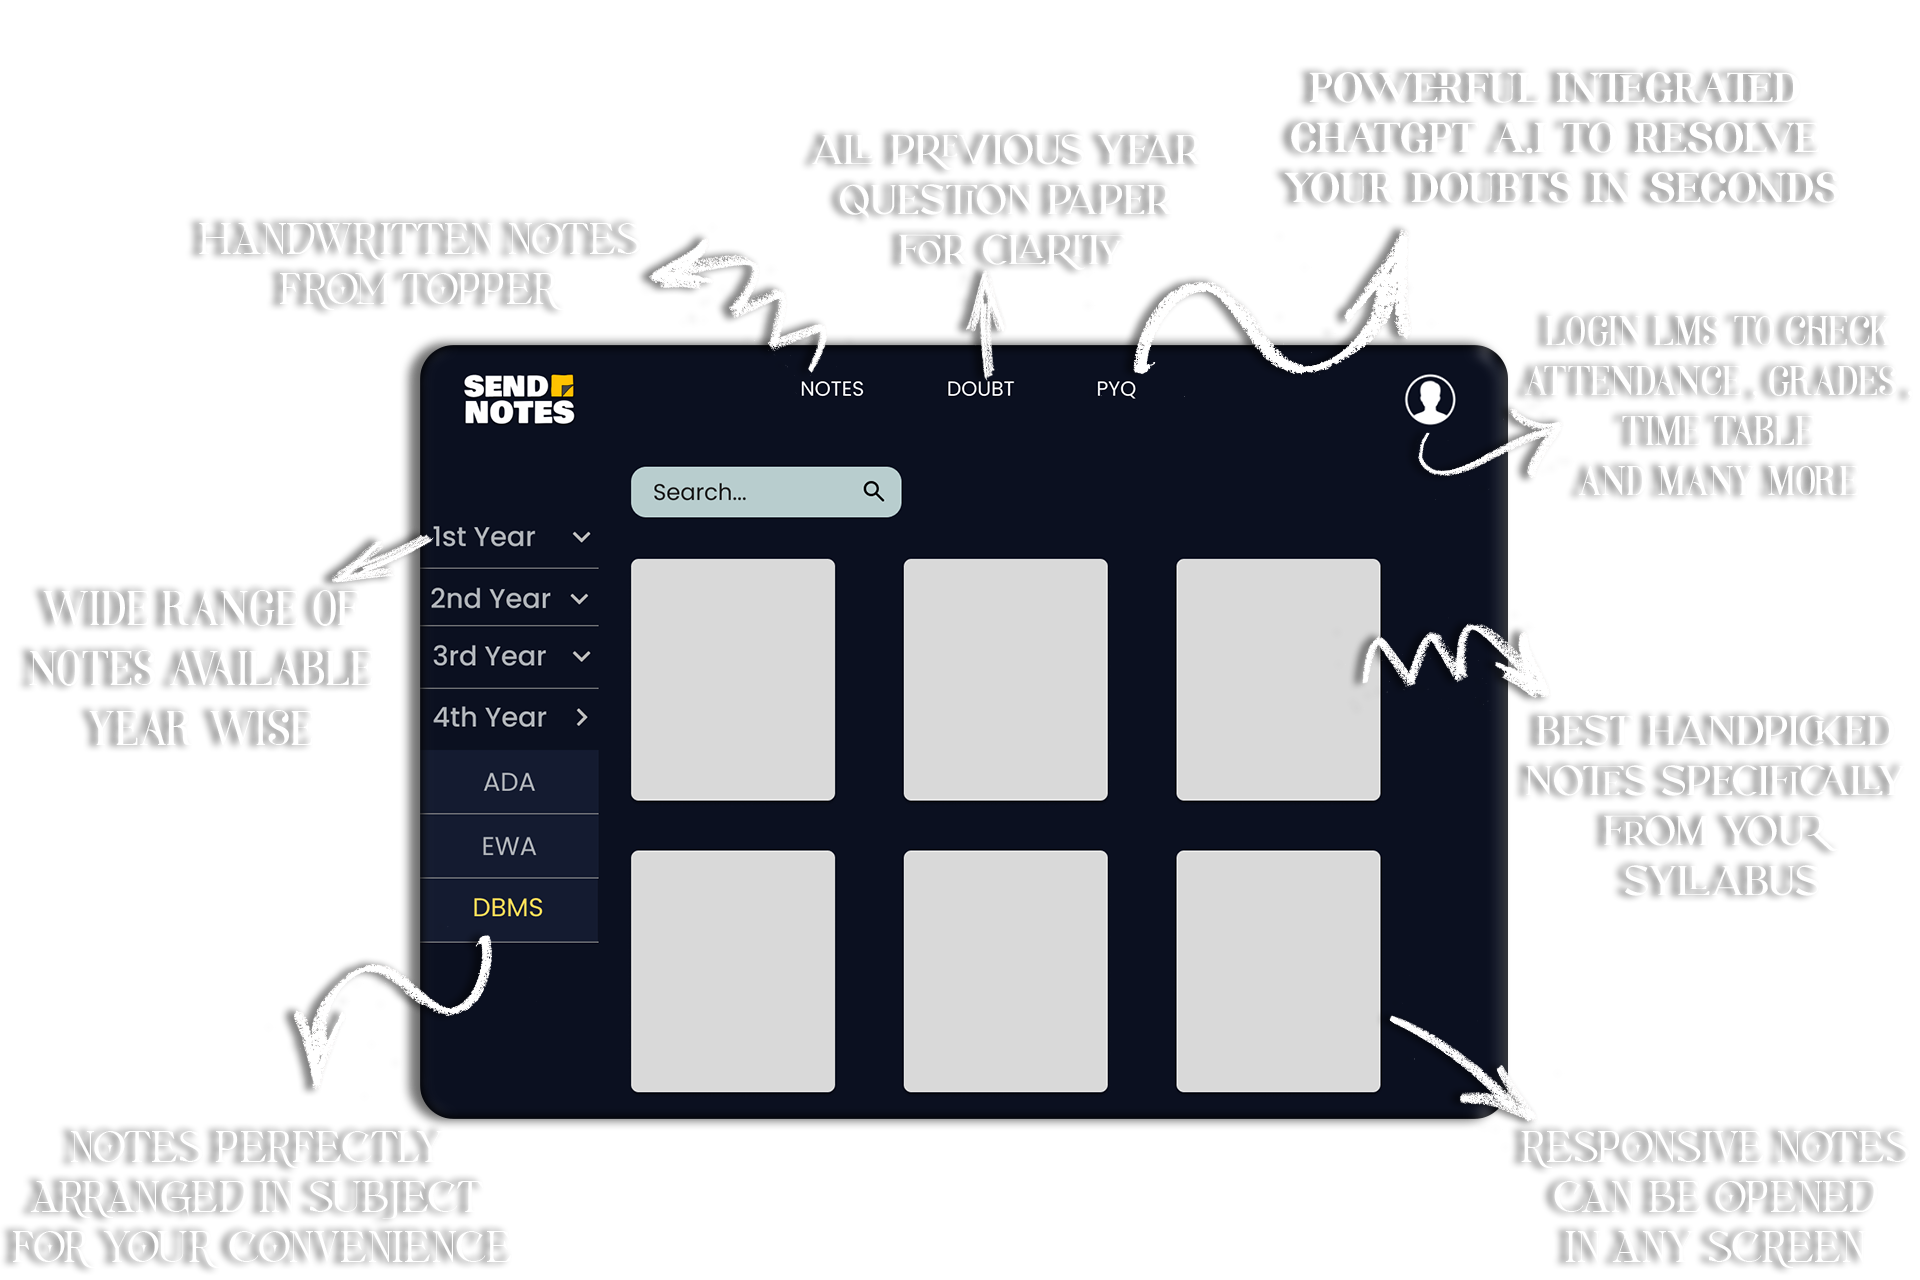 POWERFUL INTEGRATED
CHATGPT A.I TO RESOLVE
YOUR DOUBTS IN SECONDS
ALL PREVIOUS YEAR
QUESTION PAPER
FOR CLARITY
HANDWRITTEN NOTES
FROM TOPPER
LOGIN LMS TO CHECK
ATTENDANCE, GRADES,
TIME TABLE
AND MANY MORE
SEND
NOTES
NOTES
DOUBT
PYQ
Search...
1st Year
2nd Year
3rd Year
4th Year
ADA
EWA
DBMS
WIDE RANGE OF
NOTES AVAILABLE
YEAR WISE
BEST HANDPICKED
NOTES SPECIFICALLY
FROM YOUR
SYLLABUS
NOTES PERFECTLY
ARRANGED IN SUBJECT
FOR YOUR CONVENIENCE
RESPONSIVE NOTES
CAN BE OPENED
IN ANY SCREEN